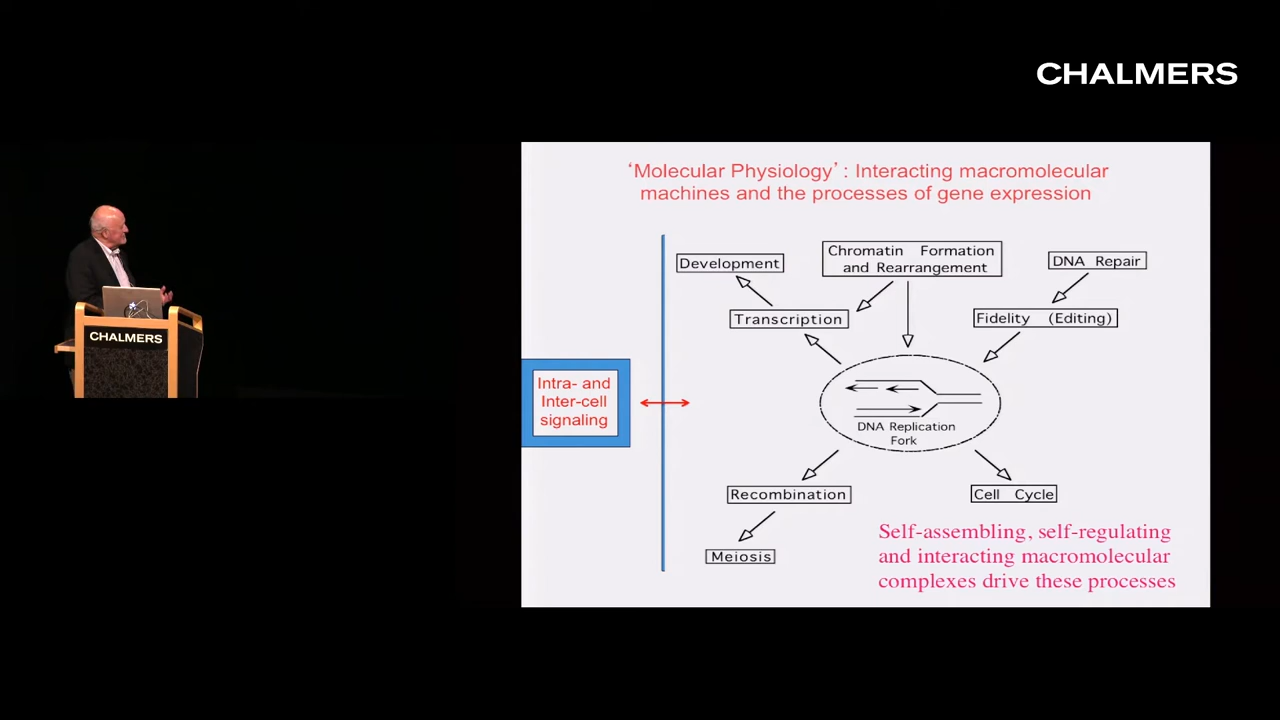 CHALMERS
'Molecular Physiology': Interacting macromolecular
machines and the processes of gene expression
Development
Chromatin Formation
and Rearrangement
DNA Repair
Transcription
Fidelity (Editing)
Intra- and
Inter-cell
signaling
DNA Replication
Fork
Recombination
Cell Cycle
Meiosis
Self-assembling, self-regulating
and interacting macromolecular
complexes drive these processes
CHALMERS